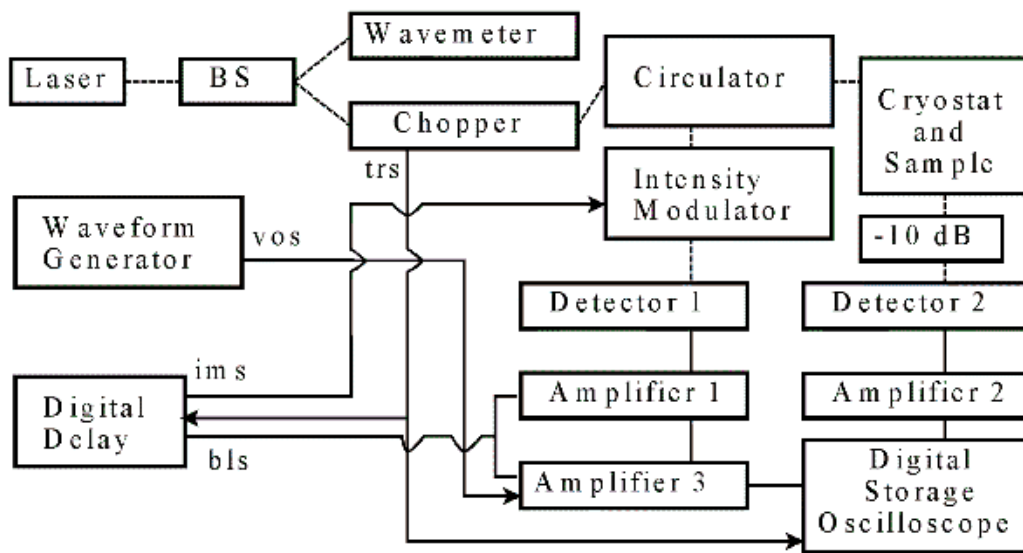 Laser
BS
Wavemeter
Chopper
Circulator
Cryostat
and
Sample
trs
Intensity
Modulator
Waveform
Generator
vos
-10 dB
Detector 1
Detector 2
ims
Digital
Delay
bls
Amplifier 1
Amplifier 2
Amplifier 3
Digital
Storage
Oscilloscope